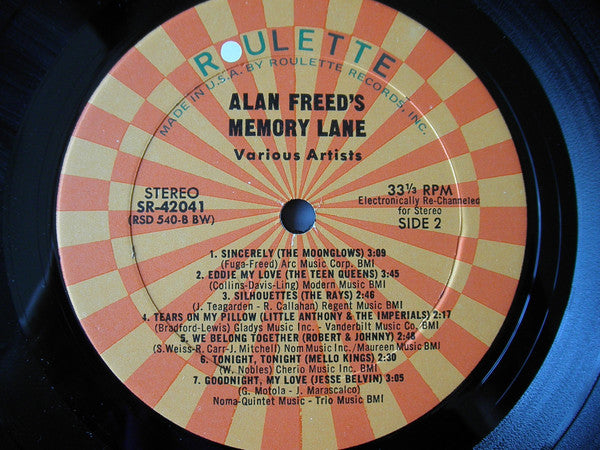 ROULETTE
MADE IN U.S.A. BY ROULETTE RECORDS, INC.
ALAN FREED'S
MEMORY LANE
Various Artists
STEREO
SR-42041
(RSD 540-B BW)
33⅓ RPM
Electronically Re-Channeled
for Stereo
SIDE 2
1. SINCERELY (THE MOONGLOWS) 3:09
(Fuga-Freed) Arc Music Corp. BMI
2. EDDIE MY LOVE (THE TEEN QUEENS) 3:45
(Collins-Davis-Ling) Modern Music BMI
3. SILHOUETTES (THE RAYS) 2:46
(J. Teagarden - R. Callahan) Regent Music BMI
4. TEARS ON MY PILLOW (LITTLE ANTHONY & THE IMPERIALS) 2:17
(Bradford-Lewis) Gladys Music Inc. - Vanderbilt Music Co. BMI
5. WE BELONG TOGETHER (ROBERT & JOHNNY) 2:48
(S.Weiss-R. Carr-J. Mitchell) Nom Music Inc./Maureen Music BMI
6. TONIGHT, TONIGHT (MELLO KINGS) 2:30
(W. Nobles) Cherio Music Inc. BMI
7. GOODNIGHT, MY LOVE (JESSE BELVIN) 3:05
(G. Motola - J. Marascalco)
Noma-Quintet Music - Trio Music BMI